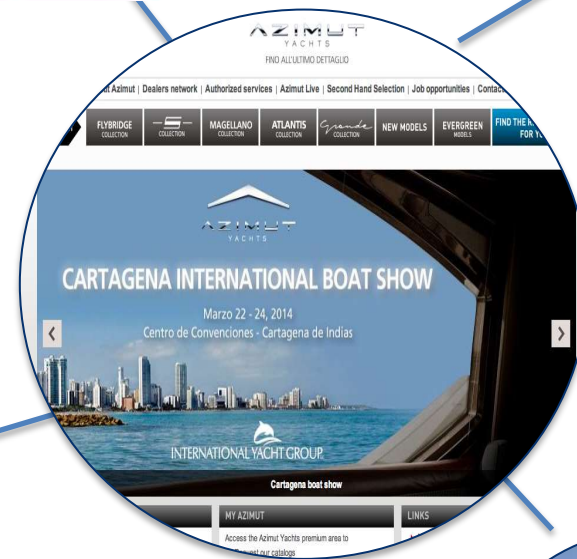 AZIMUT
YACHTS
FINO ALL'ULTIMO DETTAGLIO
Azimut | Dealers network | Authorized services | Azimut Live | Second Hand Selection | Job opportunities |
FLYBRIDGE
COLLECTION
S
COLLECTION
MAGELLANO
COLLECTION
ATLANTIS
COLLECTION
Grande
COLLECTION
NEW MODELS
EVERGREEN
MODELS
FIND THE
FOR
AZIMUT
YACHTS
CARTAGENA INTERNATIONAL BOAT SHOW
Marzo 22 - 24, 2014
Centro de Convenciones - Cartagena de Indias
INTERNATIONAL YACHT GROUP.
Cartagena boat show
MY AZIMUT
LINKS
Access the Azimut Yachts premium area to
our catalogs